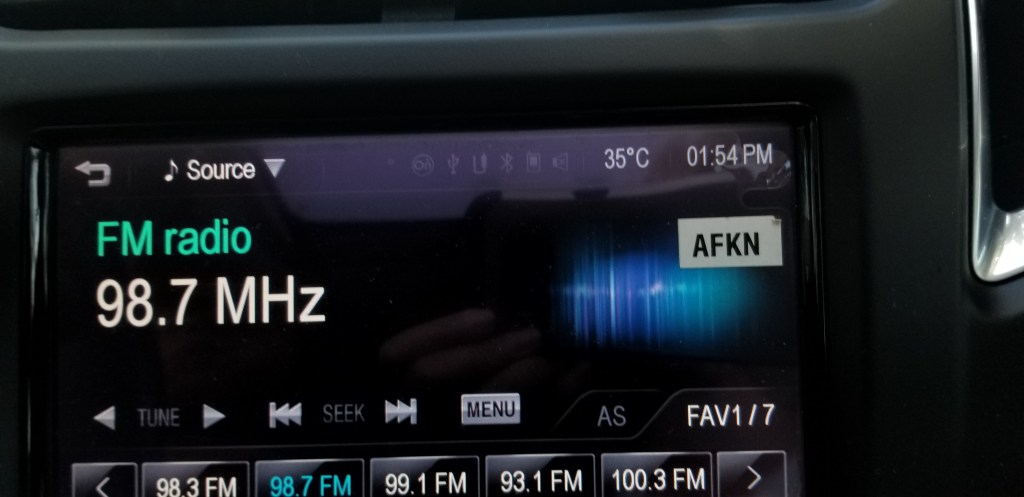 Source 35°C 01:54 PM
FM radio
AFKN
98.7 MHz
TUNE SEEK MENU AS FAV1 / 7
98.3 FM 98.7 FM 99.1 FM 93.1 FM 100.3 FM